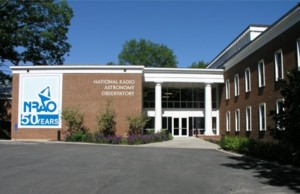 NRAO
50 YEARS
NATIONAL RADIO
ASTRONOMY
OBSERVATORY